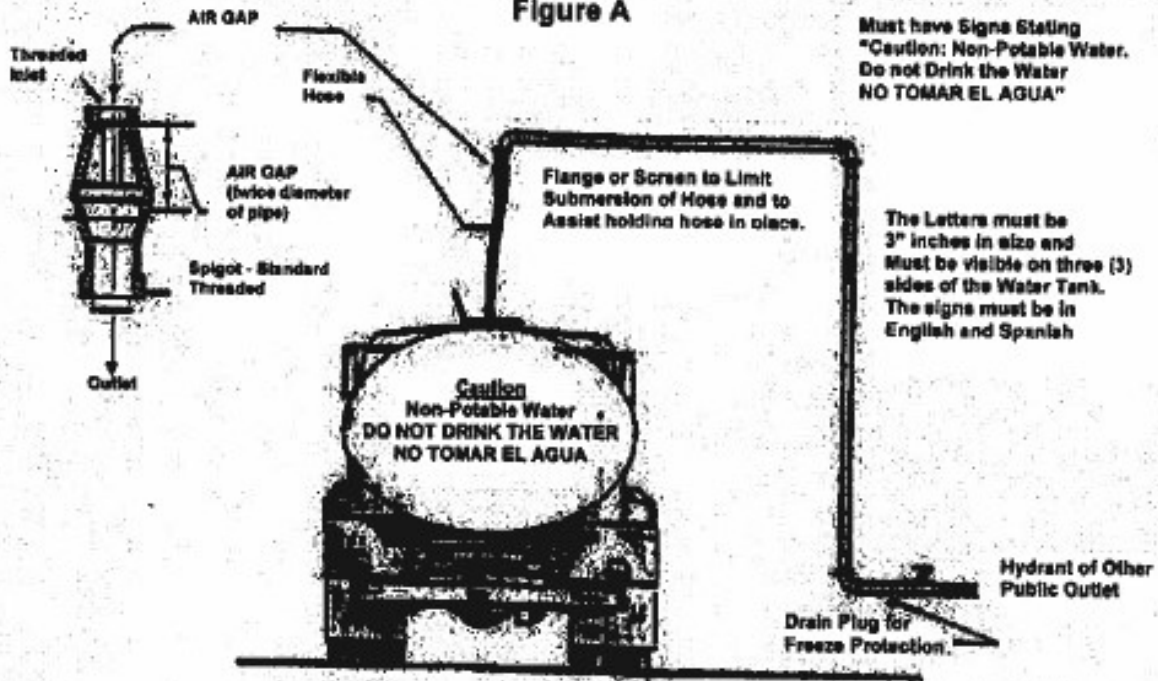 Figure A
AIR GAP
Threaded
Inlet
Flexible
Hose
Must have Signs Stating
"Caution: Non-Potable Water.
Do not Drink the Water
NO TOMAR EL AGUA"
AIR GAP
(twice diameter
of pipe)
Flange or Screen to Limit
Submersion of Hose and to
Assist holding hose in place.
The Letters must be
3" inches in size and
Must be visible on three (3)
sides of the Water Tank.
The signs must be in
English and Spanish
Spigot - Standard
Threaded
Outlet
Caution
Non-Potable Water
DO NOT DRINK THE WATER
NO TOMAR EL AGUA
Hydrant of Other
Public Outlet
Drain Plug for
Freeze Protection.